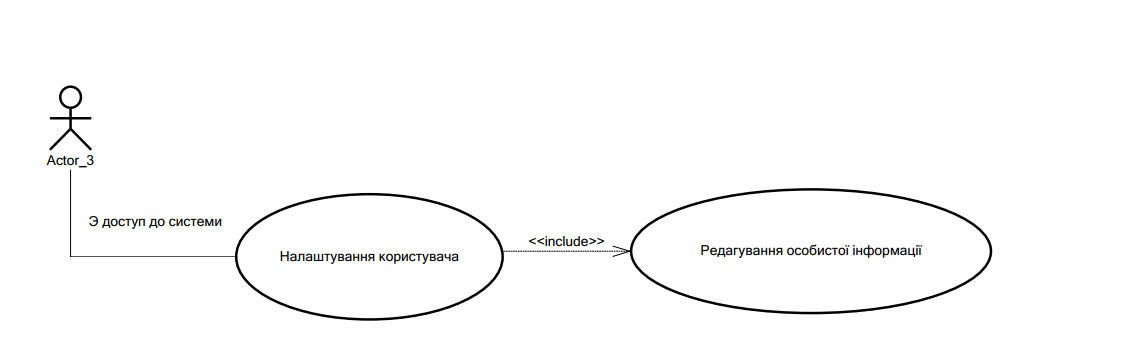 Actor_3
Э доступ до системи
<<include>>
Налаштування користувача
Редагування особистої інформації